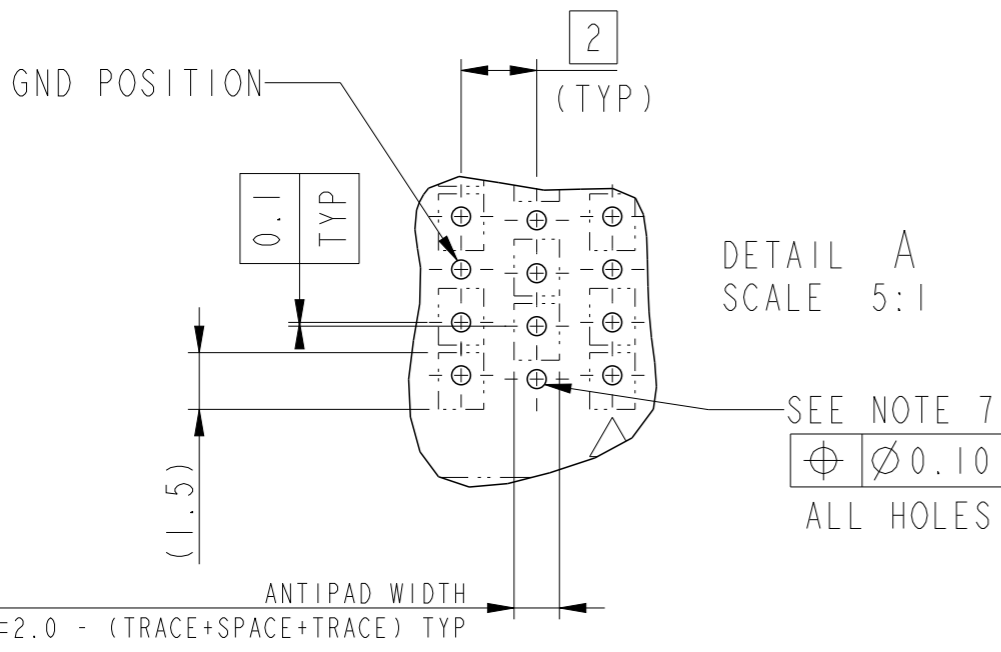 2
(TYP)
GND POSITION
0.1
TYP
DETAIL A
SCALE 5:1
SEE NOTE 7
⌖ ∅0.10
ALL HOLES
(1.5)
ANTIPAD WIDTH
=2.0 - (TRACE+SPACE+TRACE) TYP